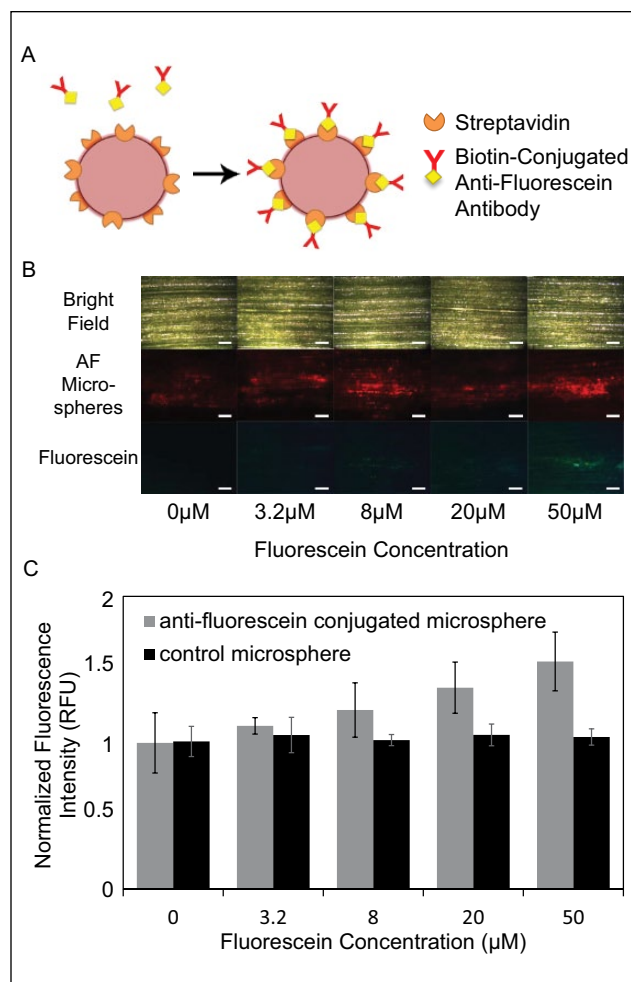 A
Streptavidin
Biotin-Conjugated
Anti-Fluorescein
Antibody
B
Bright
Field
AF
Micro-
spheres
Fluorescein
0µM 3.2µM 8µM 20µM 50µM
Fluorescein Concentration
C
Normalized Fluorescence
Intensity (RFU)
2
1.5
1
0.5
0
anti-fluorescein conjugated microsphere
control microsphere
0 3.2 8 20 50
Fluorescein Concentration (µM)